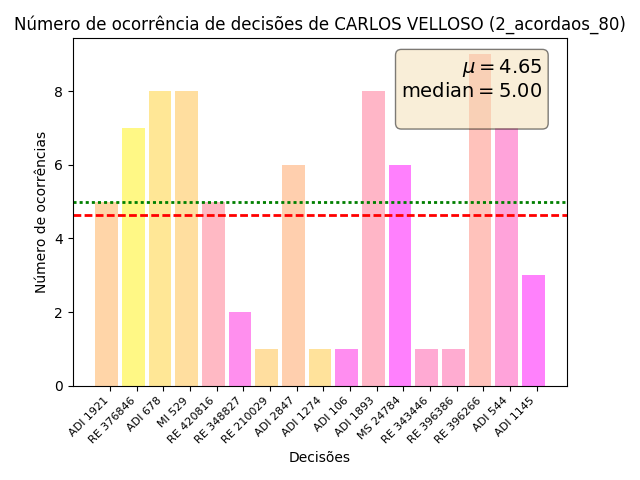 Número de ocorrência de decisões de CARLOS VELLOSO (2_acordaos_80)
μ = 4.65
median = 5.00
Número de ocorrências
8
6
4
2
0
ADI 1921
RE 376846
ADI 678
MI 529
RE 420816
RE 348827
RE 210029
ADI 2847
ADI 1274
ADI 106
ADI 1893
MS 24784
RE 343446
RE 396386
RE 396266
ADI 544
ADI 1145
Decisões